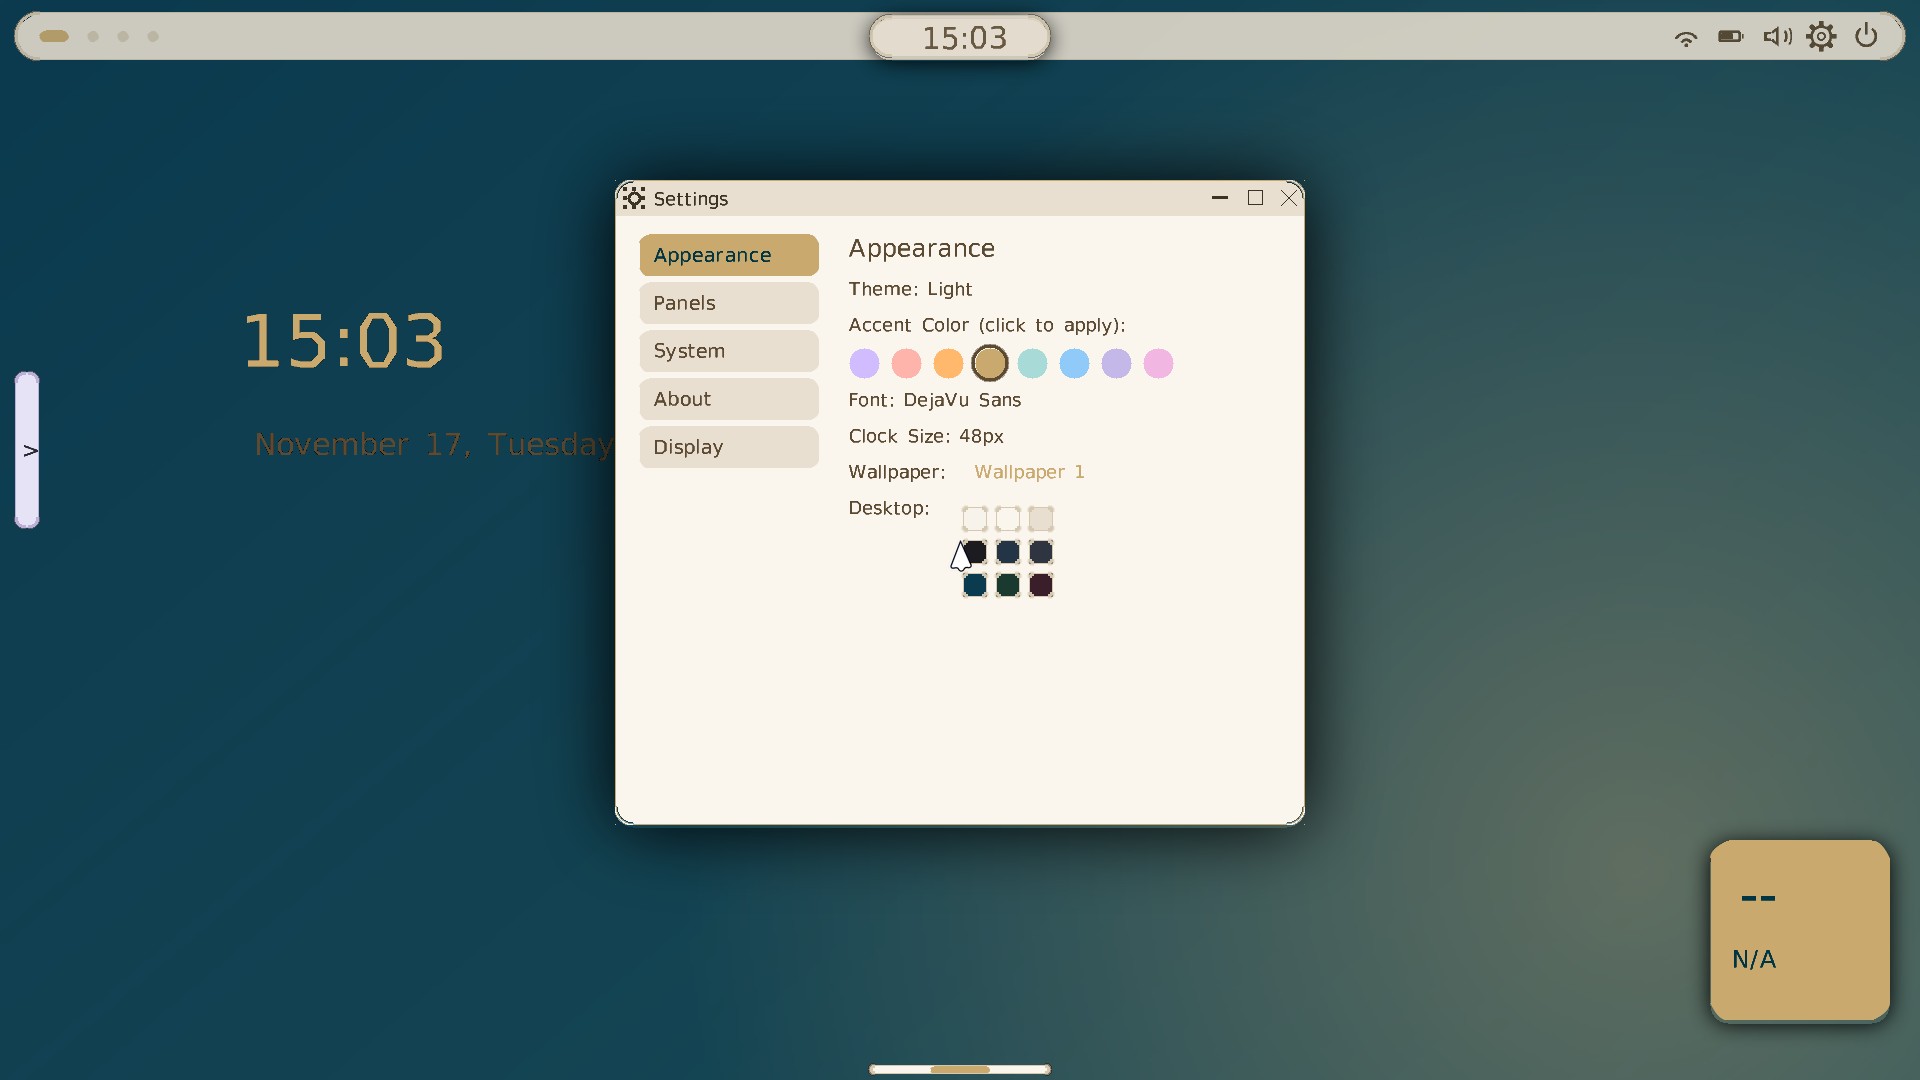 15:03
Settings
Appearance
Panels
System
About
Display
Appearance
Theme: Light
Accent Color (click to apply):
Font: DejaVu Sans
Clock Size: 48px
Wallpaper: Wallpaper 1
Desktop:
15:03
November 17, Tuesday
>
--
N/A